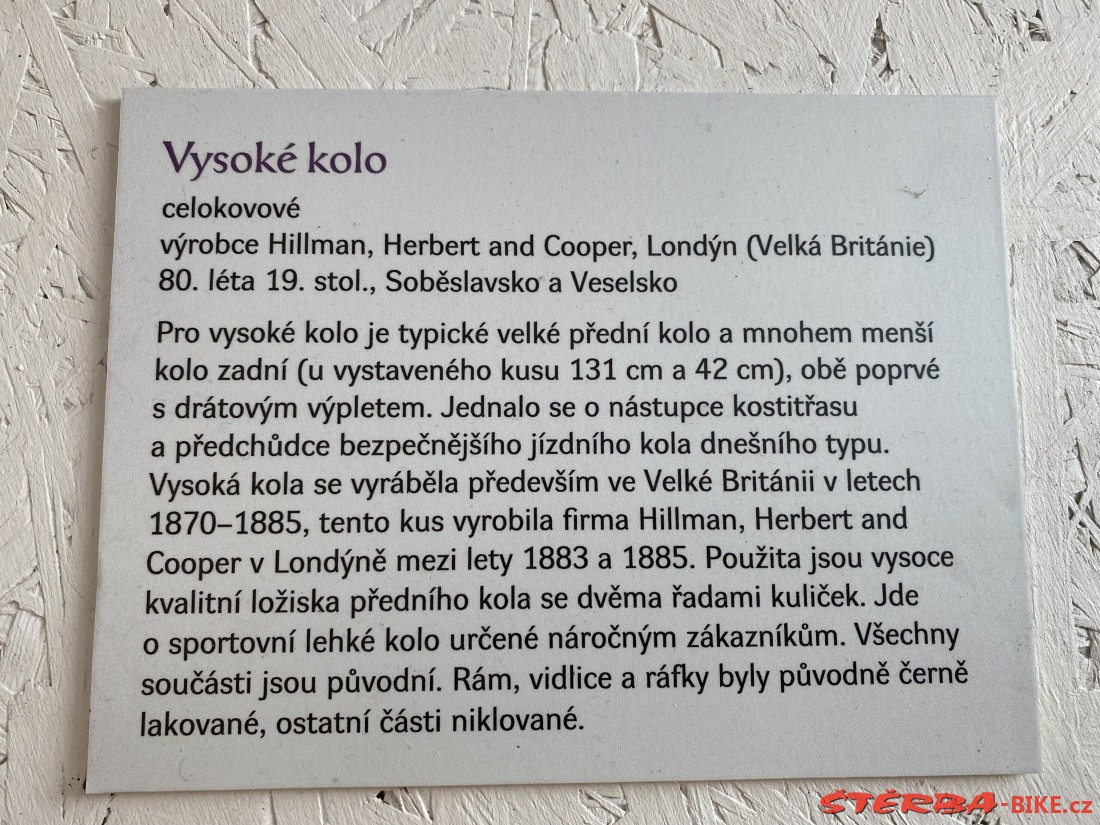 Vysoké kolo
celokovové
výrobce Hillman, Herbert and Cooper, Londýn (Velká Británie)
80. léta 19. stol., Soběslavsko a Veselsko
Pro vysoké kolo je typické velké přední kolo a mnohem menší
kolo zadní (u vystaveného kusu 131 cm a 42 cm), obě poprvé
s drátovým výpletem. Jednalo se o nástupce kostitřasu
a předchůdce bezpečnějšího jízdního kola dnešního typu.
Vysoká kola se vyráběla především ve Velké Británii v letech
1870–1885, tento kus vyrobila firma Hillman, Herbert and
Cooper v Londýně mezi lety 1883 a 1885. Použita jsou vysoce
kvalitní ložiska předního kola se dvěma řadami kuliček. Jde
o sportovní lehké kolo určené náročným zákazníkům. Všechny
součásti jsou původní. Rám, vidlice a ráfky byly původně černě
lakované, ostatní části niklované.
ŠTĚRBA-BIKE.cz